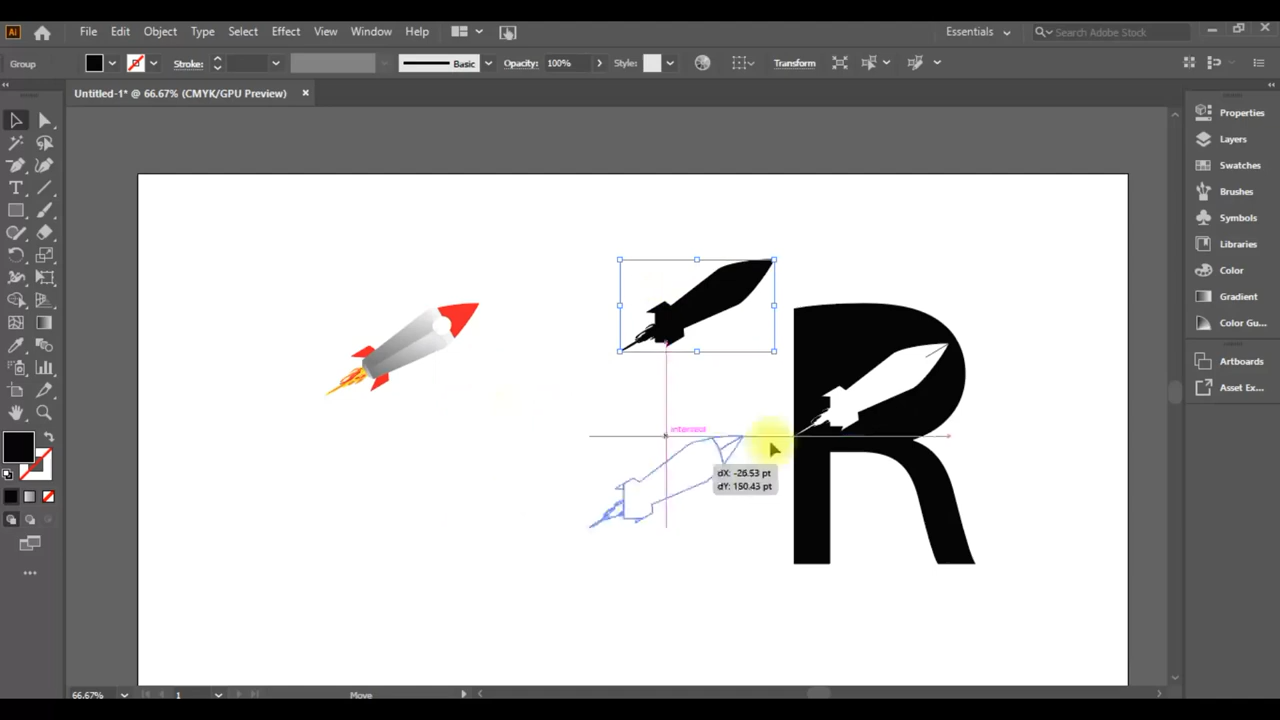 Ai File Edit Object Type Select Effect View Window Help Essentials Search Adobe Stock
Group Stroke: Basic Opacity: 100% Style: Transform
Untitled-1* @ 66.67% (CMYK/GPU Preview)
Properties
Layers
Swatches
Brushes
Symbols
Libraries
Color
Gradient
Color Gu...
Artboards
Asset Ex...
R
intersect
dX: -26.53 pt
dY: 150.43 pt
66.67% 1 Move